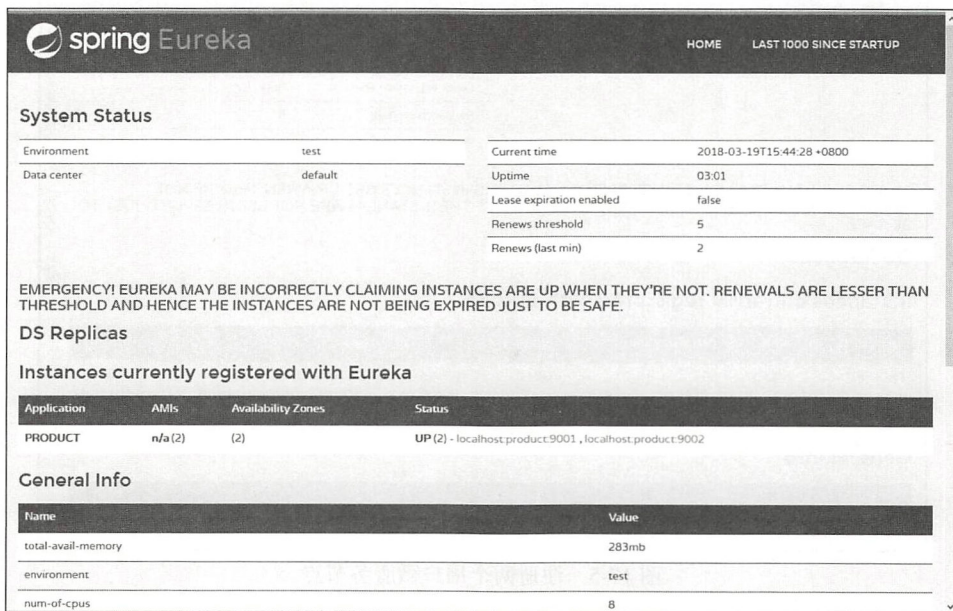 spring Eureka
HOME LAST 1000 SINCE STARTUP
System Status
Environment test
Data center default
Current time 2018-03-19T15:44:28 +0800
Uptime 03:01
Lease expiration enabled false
Renews threshold 5
Renews (last min) 2
EMERGENCY! EUREKA MAY BE INCORRECTLY CLAIMING INSTANCES ARE UP WHEN THEY'RE NOT. RENEWALS ARE LESSER THAN
THRESHOLD AND HENCE THE INSTANCES ARE NOT BEING EXPIRED JUST TO BE SAFE.
DS Replicas
Instances currently registered with Eureka
Application AMIs Availability Zones Status
PRODUCT n/a (2) (2) UP (2) - localhost:product:9001 , localhost:product:9002
General Info
Name Value
total-avail-memory 283mb
environment test
num-of-cpus 8